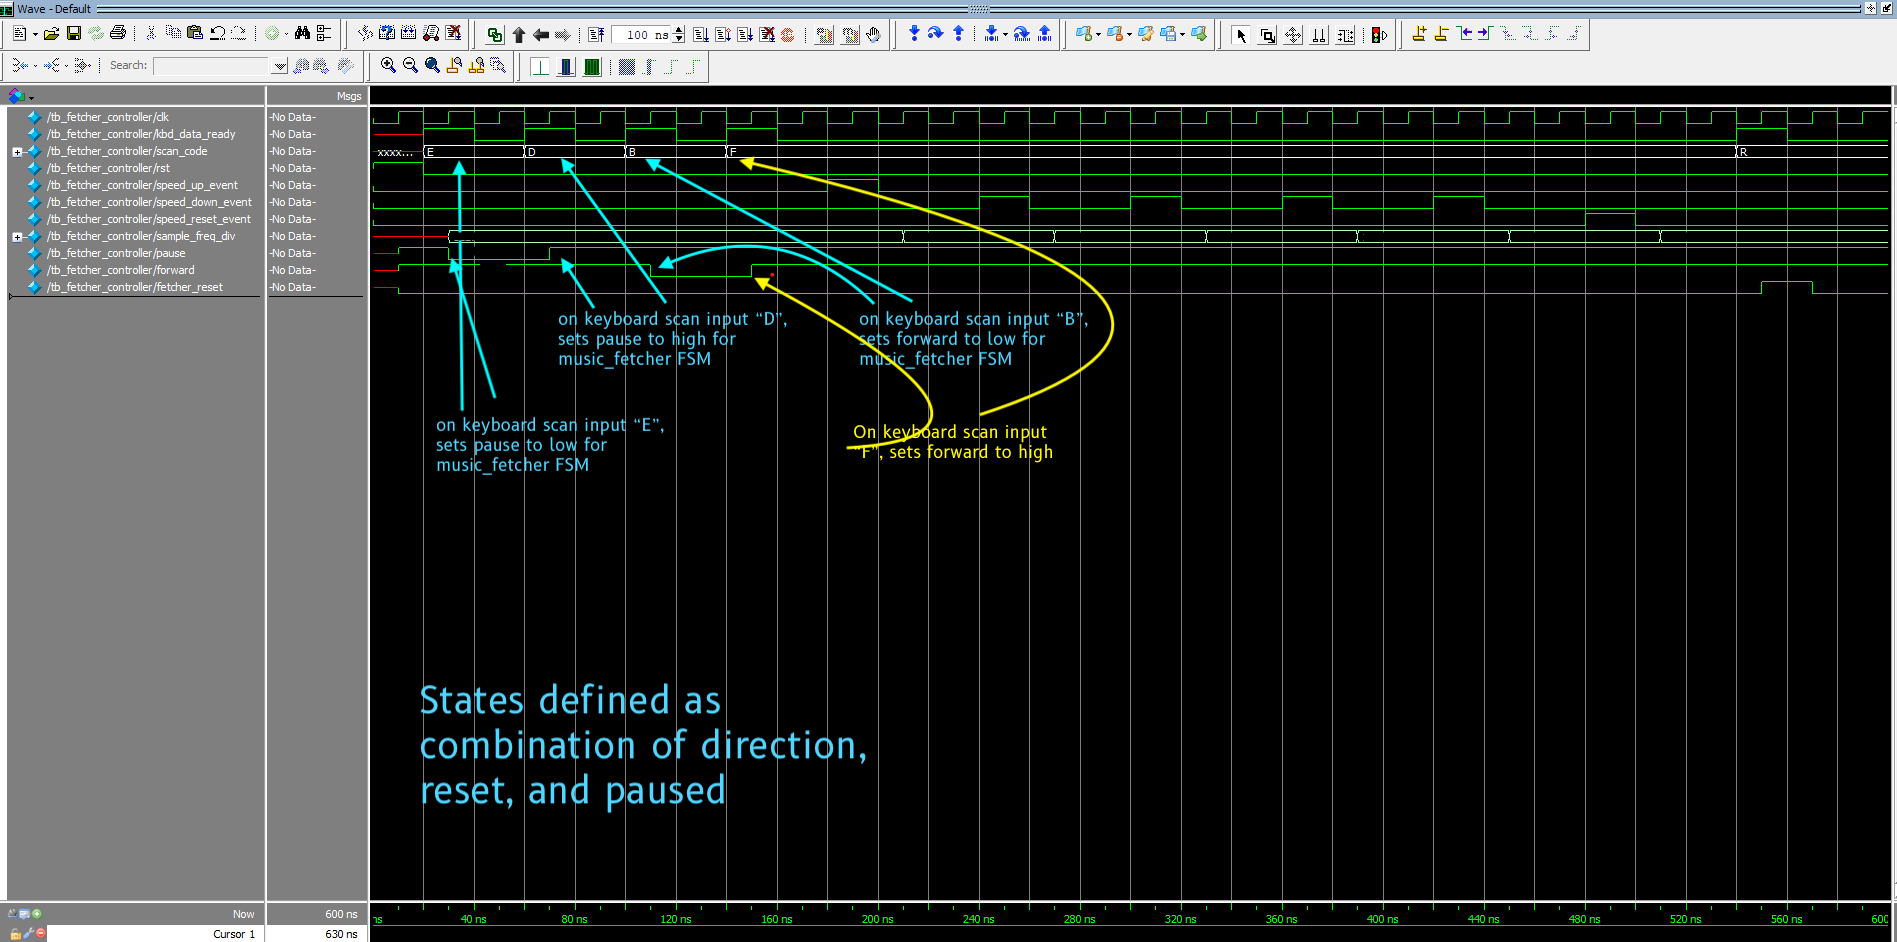 Wave - Default
100 ns
Search:
Msgs
/tb_fetcher_controller/clk -No Data-
/tb_fetcher_controller/kbd_data_ready -No Data-
/tb_fetcher_controller/scan_code -No Data- xxxx... E D B F R
/tb_fetcher_controller/rst -No Data-
/tb_fetcher_controller/speed_up_event -No Data-
/tb_fetcher_controller/speed_down_event -No Data-
/tb_fetcher_controller/speed_reset_event -No Data-
/tb_fetcher_controller/sample_freq_div -No Data-
/tb_fetcher_controller/pause -No Data-
/tb_fetcher_controller/forward -No Data-
/tb_fetcher_controller/fetcher_reset -No Data-
on keyboard scan input “D”,
sets pause to high for
music_fetcher FSM
on keyboard scan input “B”,
sets forward to low for
music_fetcher FSM
on keyboard scan input “E”,
sets pause to low for
music_fetcher FSM
On keyboard scan input
“F”, sets forward to high
States defined as
combination of direction,
reset, and paused
Now 600 ns
ns 40 ns 80 ns 120 ns 160 ns 200 ns 240 ns 280 ns 320 ns 360 ns 400 ns 440 ns 480 ns 520 ns 560 ns 600
Cursor 1 630 ns